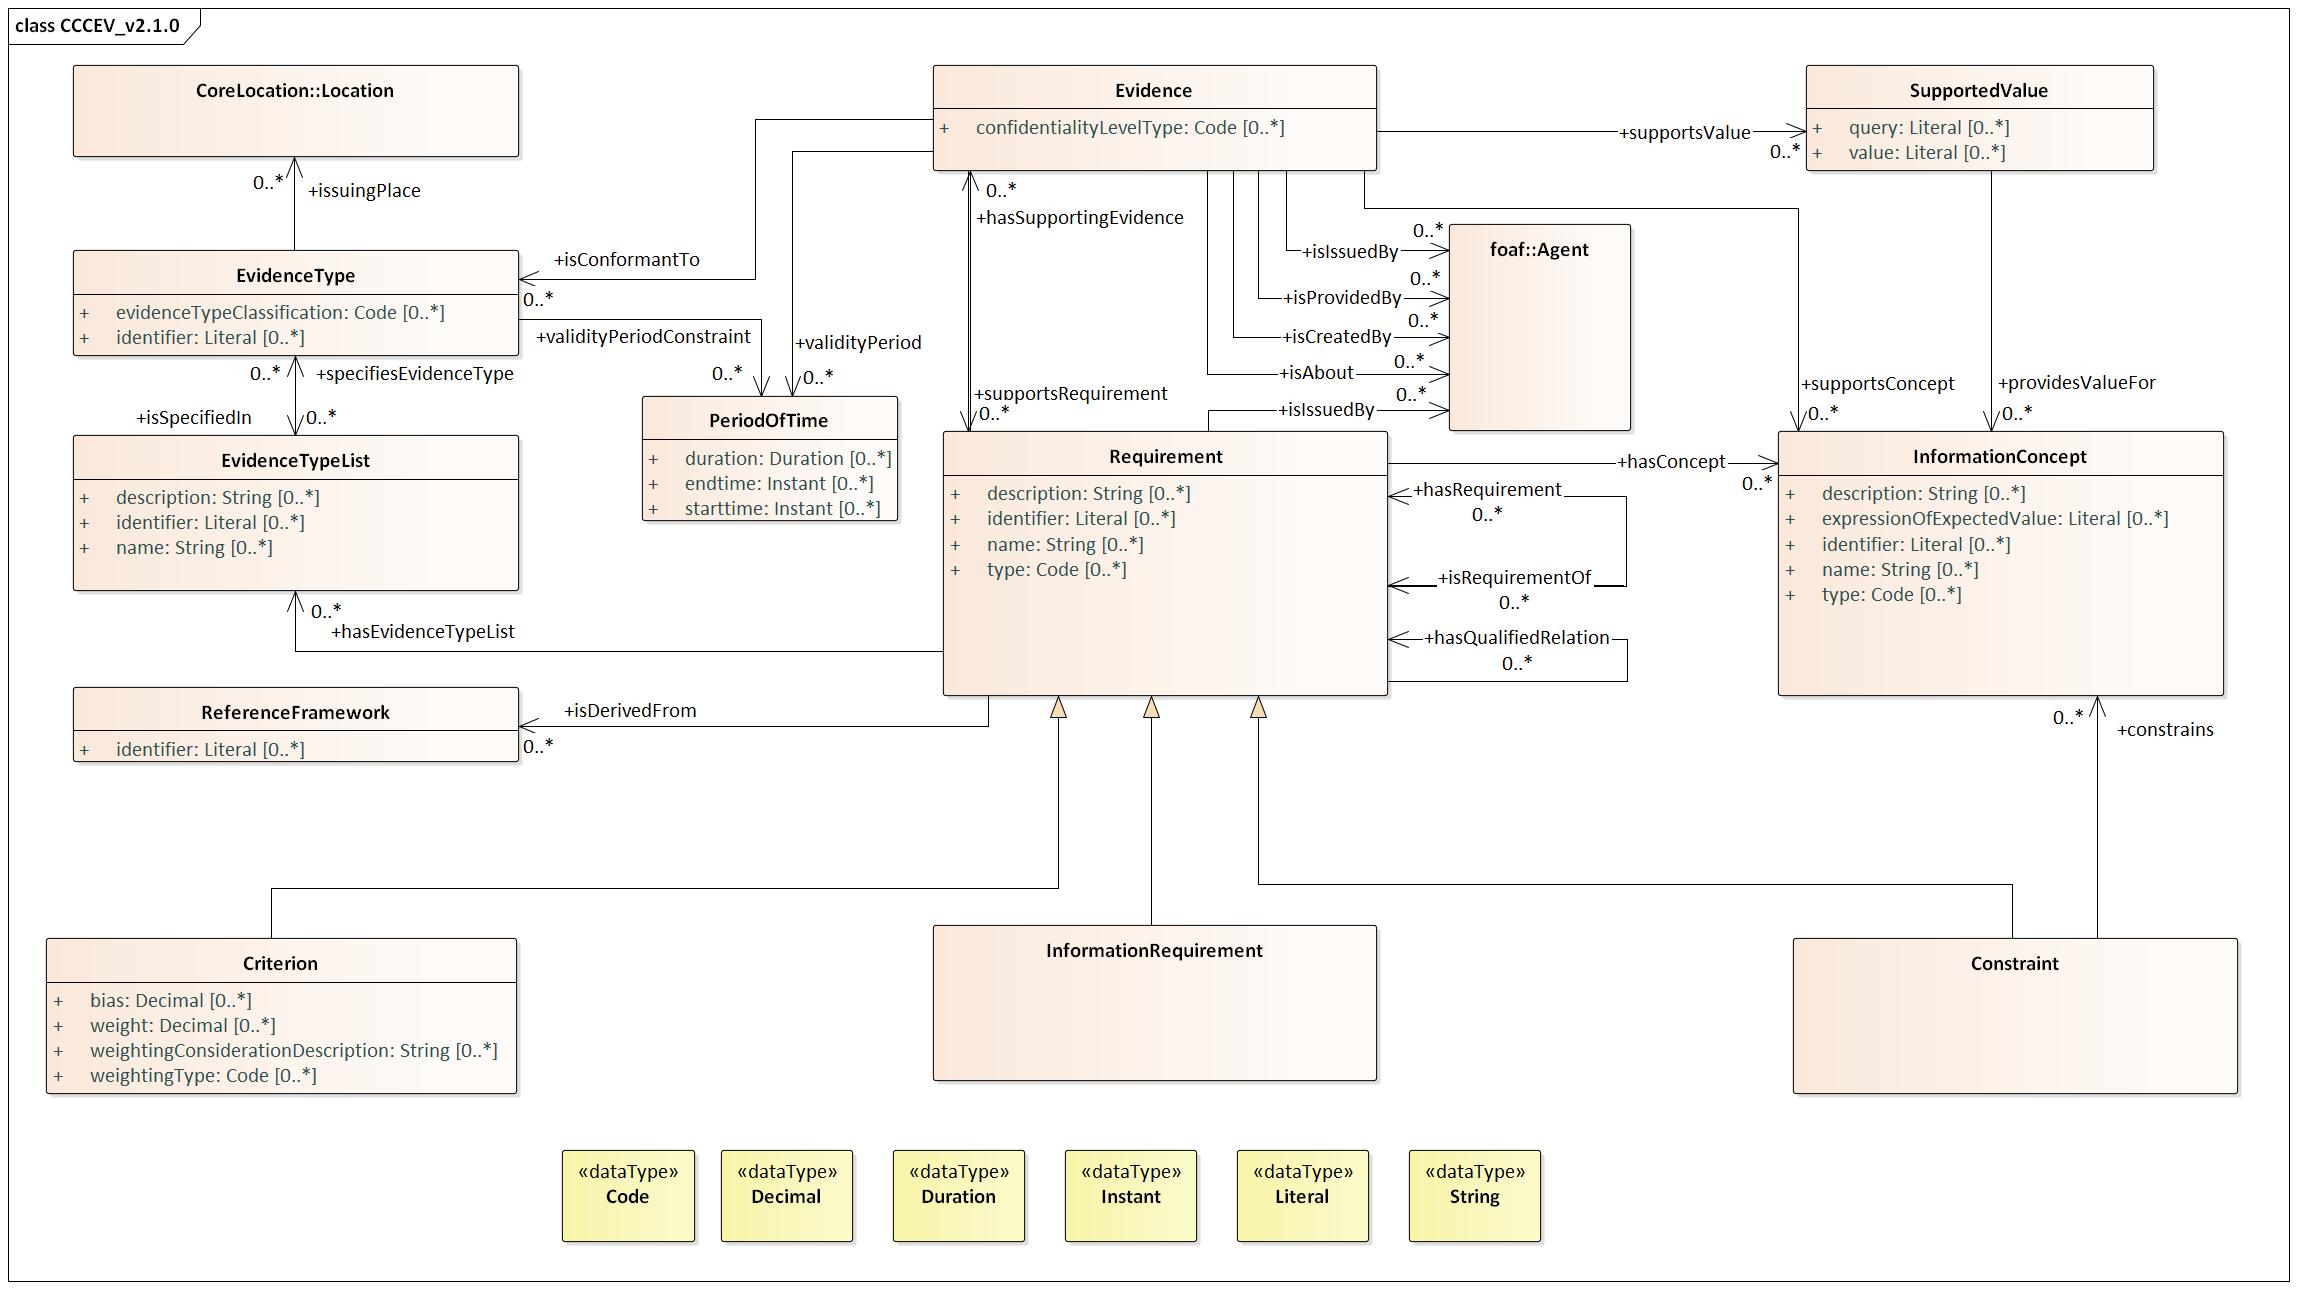 class CCCEV_v2.1.0
CoreLocation::Location
Evidence
+ confidentialityLevelType: Code [0..*]
SupportedValue
+ query: Literal [0..*]
+ value: Literal [0..*]
+supportsValue
0..*
0..*
+issuingPlace
0..*
+hasSupportingEvidence
EvidenceType
+ evidenceTypeClassification: Code [0..*]
+ identifier: Literal [0..*]
+isConformantTo
0..*
+validityPeriodConstraint
0..*
+validityPeriod
0..*
foaf::Agent
0..*
+isIssuedBy
0..*
+isProvidedBy
0..*
+isCreatedBy
0..*
+isAbout
0..*
+isIssuedBy
0..*
+specifiesEvidenceType
+isSpecifiedIn
0..*
+supportsRequirement
0..*
+supportsConcept
0..*
+providesValueFor
0..*
PeriodOfTime
+ duration: Duration [0..*]
+ endtime: Instant [0..*]
+ starttime: Instant [0..*]
EvidenceTypeList
+ description: String [0..*]
+ identifier: Literal [0..*]
+ name: String [0..*]
Requirement
+ description: String [0..*]
+ identifier: Literal [0..*]
+ name: String [0..*]
+ type: Code [0..*]
+hasConcept
0..*
+hasRequirement
0..*
+isRequirementOf
0..*
+hasQualifiedRelation
0..*
InformationConcept
+ description: String [0..*]
+ expressionOfExpectedValue: Literal [0..*]
+ identifier: Literal [0..*]
+ name: String [0..*]
+ type: Code [0..*]
0..*
+hasEvidenceTypeList
ReferenceFramework
+ identifier: Literal [0..*]
+isDerivedFrom
0..*
0..*
+constrains
Criterion
+ bias: Decimal [0..*]
+ weight: Decimal [0..*]
+ weightingConsiderationDescription: String [0..*]
+ weightingType: Code [0..*]
InformationRequirement
Constraint
«dataType»
Code
«dataType»
Decimal
«dataType»
Duration
«dataType»
Instant
«dataType»
Literal
«dataType»
String